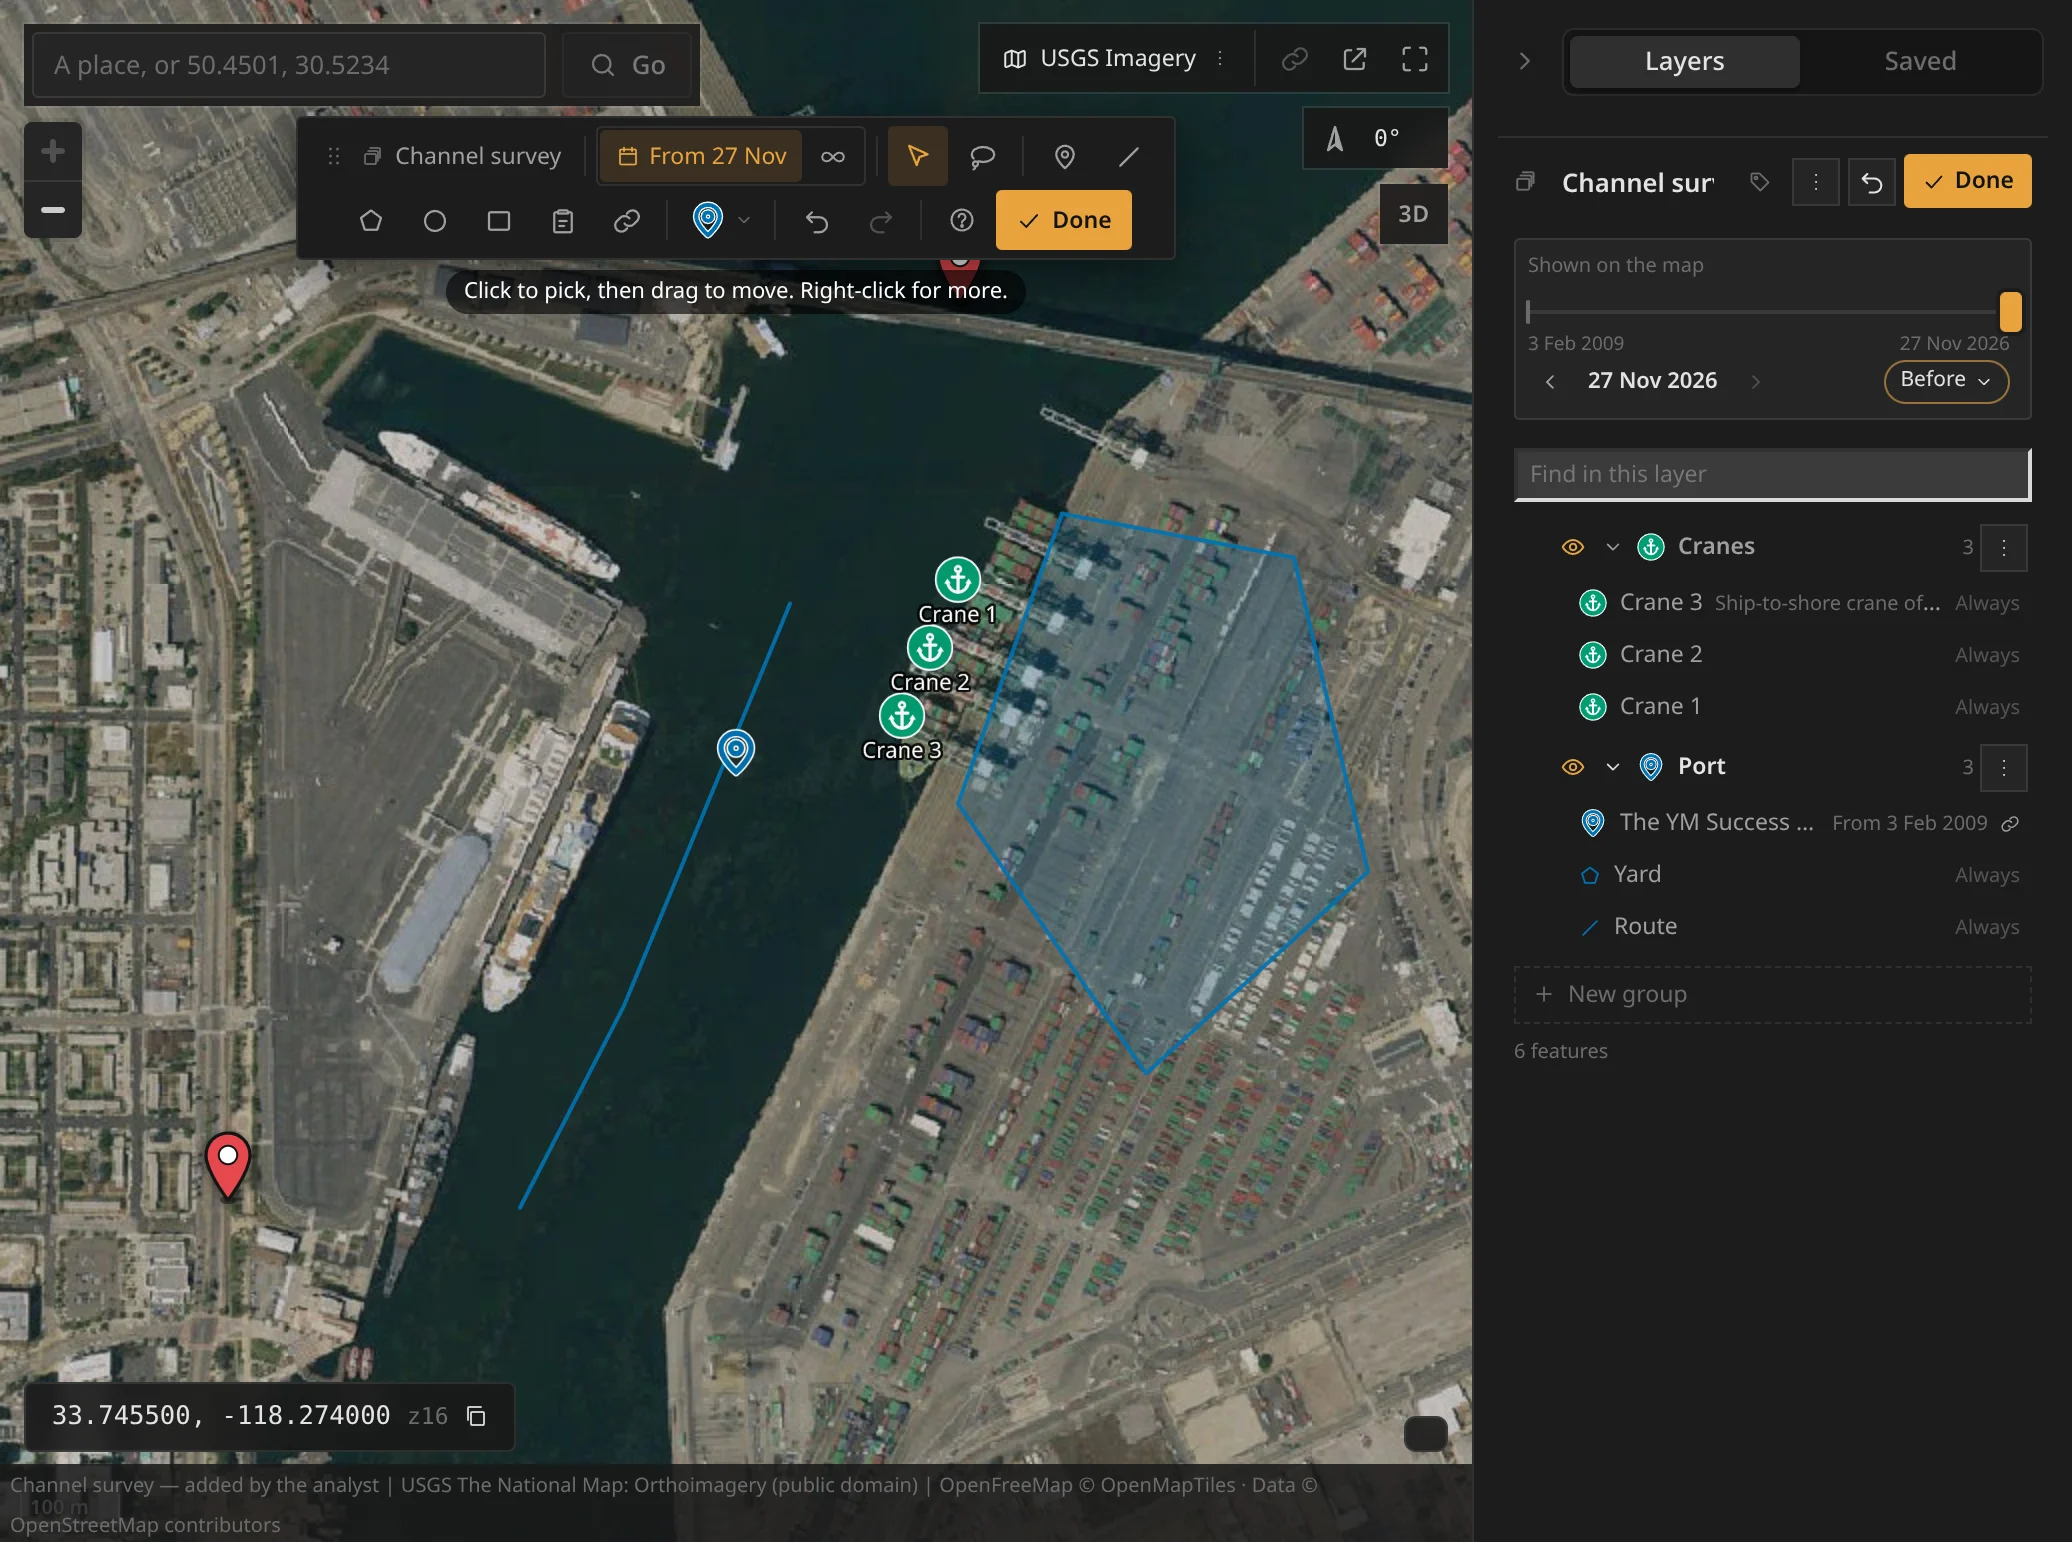 A place, or 50.4501, 30.5234
Go
USGS Imagery
Layers
Saved
Channel survey
From 27 Nov
0°
3D
Done
Click to pick, then drag to move. Right-click for more.
Channel sur
Done
Shown on the map
3 Feb 2009
27 Nov 2026
27 Nov 2026
Before
Find in this layer
Cranes 3
Crane 3 Ship-to-shore crane of... Always
Crane 2 Always
Crane 1 Always
Port 3
The YM Success ... From 3 Feb 2009
Yard Always
Route Always
New group
6 features
Crane 1
Crane 2
Crane 3
33.745500, -118.274000 z16
Channel survey — added by the analyst | USGS The National Map: Orthoimagery (public domain) | OpenFreeMap © OpenMapTiles · Data ©
100 m
OpenStreetMap contributors